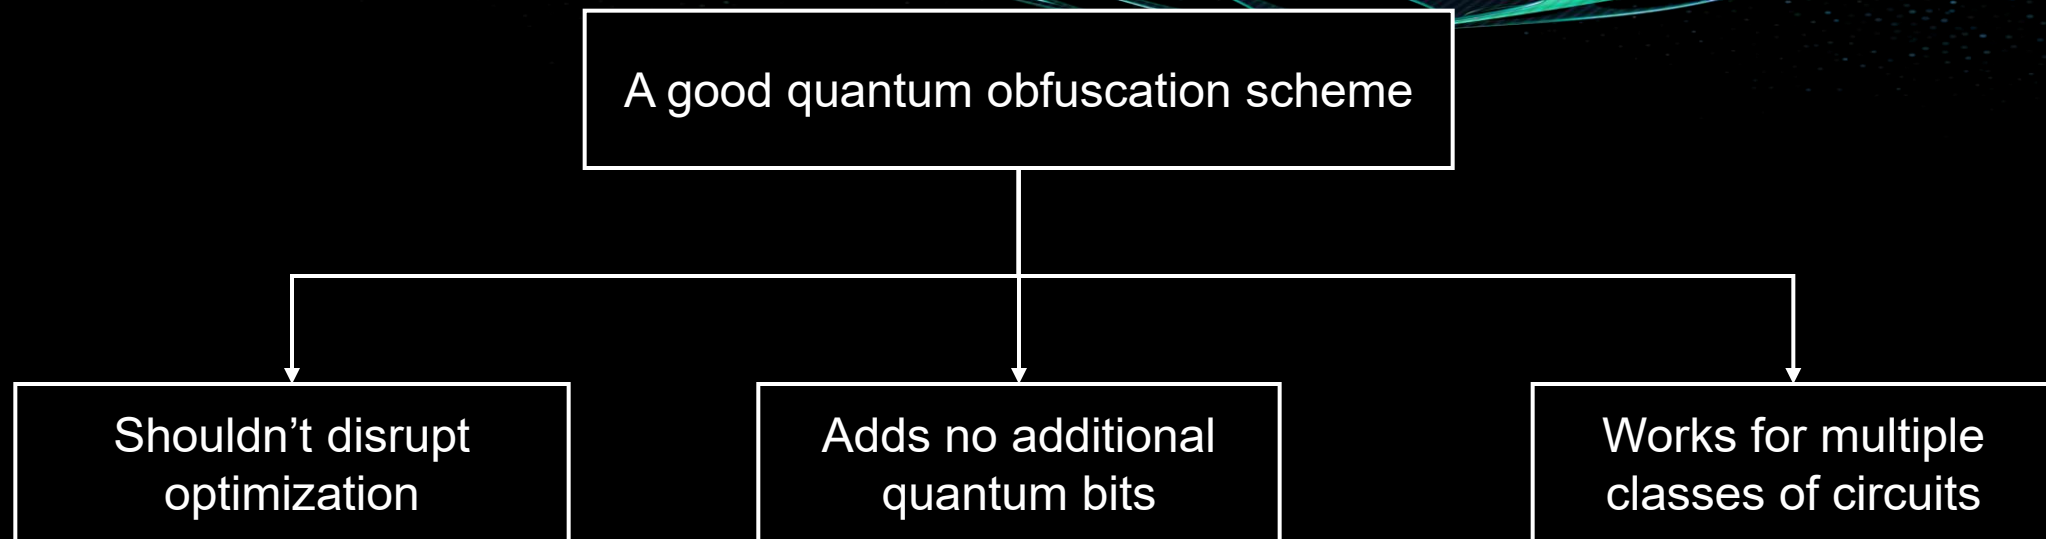 A good quantum obfuscation scheme
Shouldn’t disrupt
optimization
Adds no additional
quantum bits
Works for multiple
classes of circuits